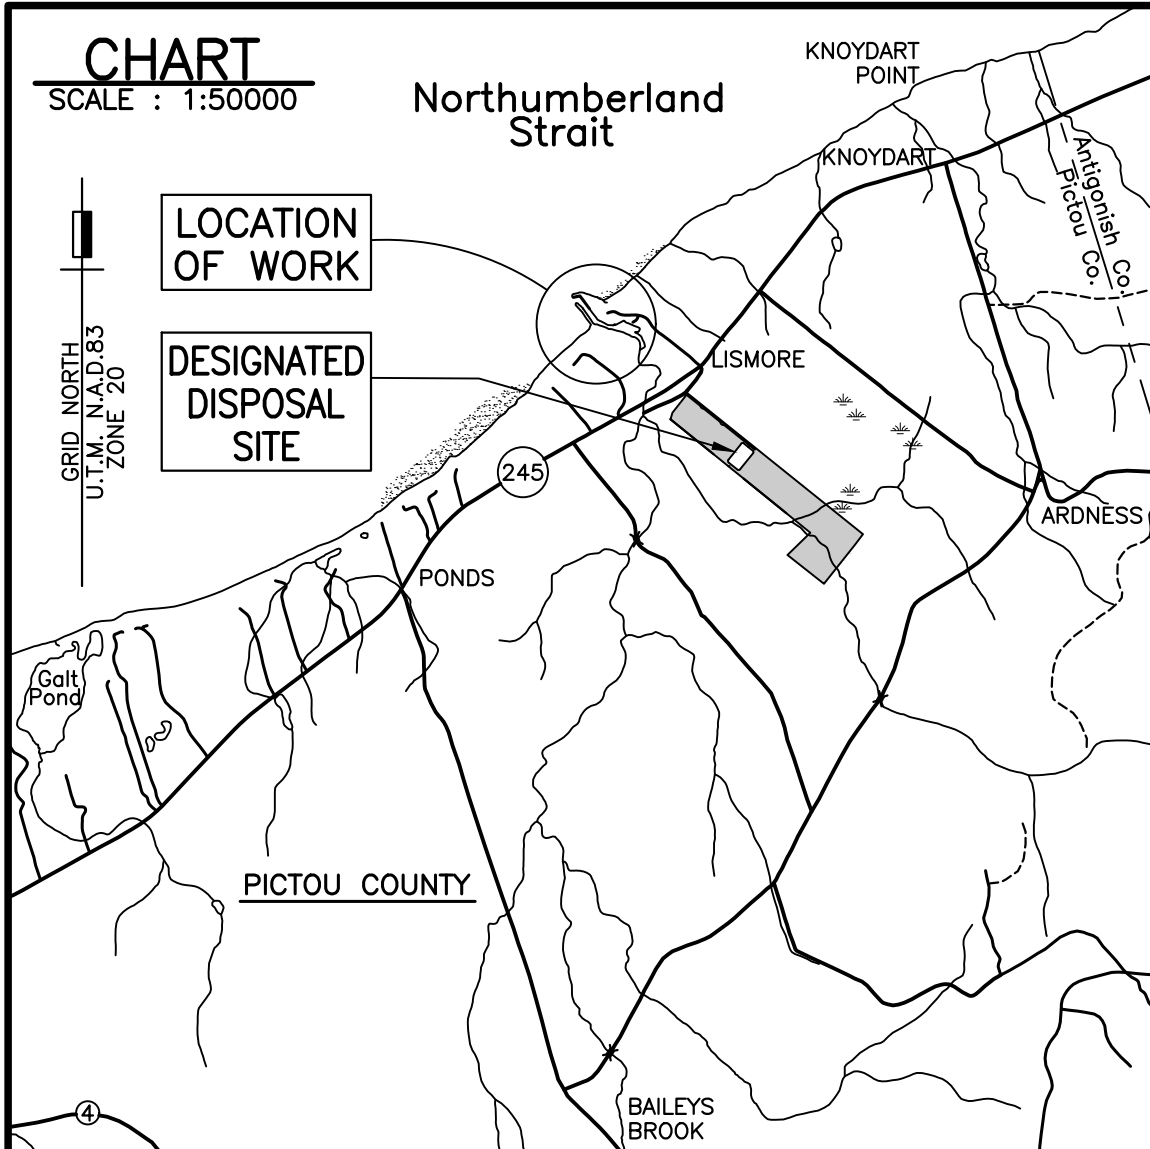 CHART
SCALE : 1:50000
Northumberland
Strait
KNOYDART
POINT
KNOYDART
Antigonish Co.
Pictou Co.
LOCATION
OF WORK
DESIGNATED
DISPOSAL
SITE
GRID NORTH
U.T.M. N.A.D.83
ZONE 20
LISMORE
245
ARDNESS
PONDS
Galt
Pond
PICTOU COUNTY
4
BAILEYS
BROOK